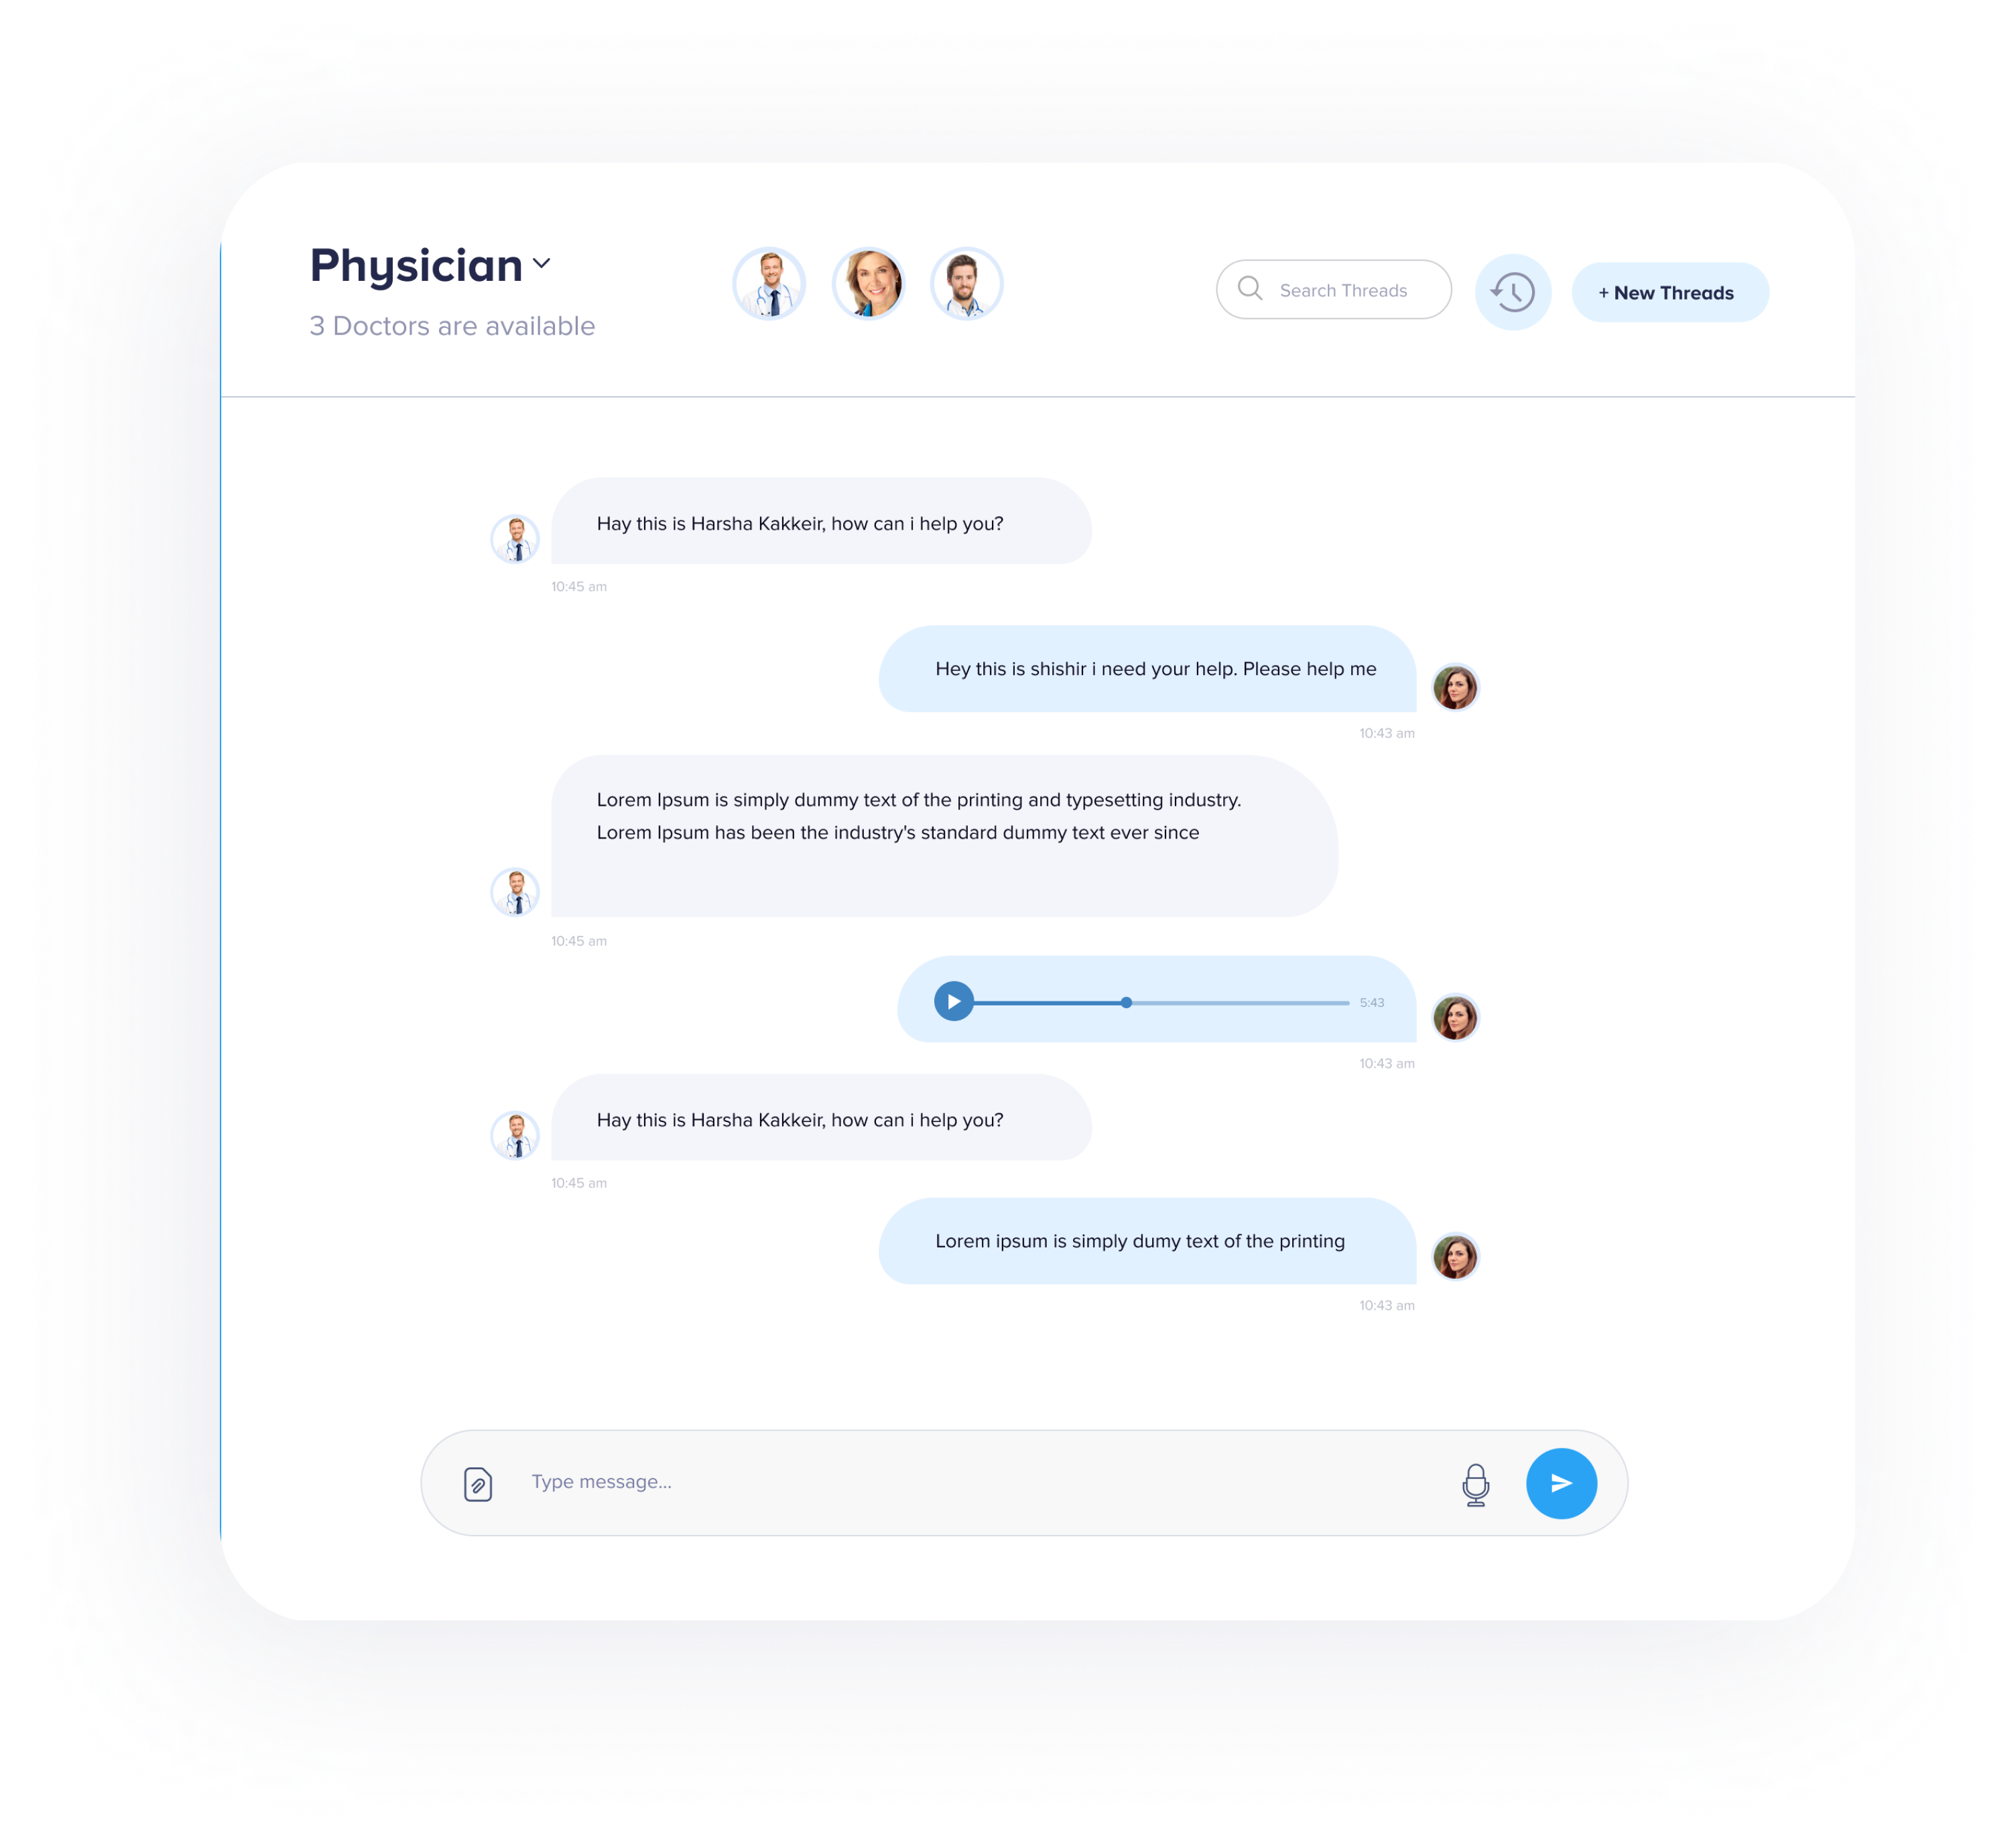 Physician
3 Doctors are available
Search Threads
+ New Threads
Hay this is Harsha Kakkeir, how can i help you?
10:45 am
Hey this is shishir i need your help. Please help me
10:43 am
Lorem Ipsum is simply dummy text of the printing and typesetting industry.
Lorem Ipsum has been the industry's standard dummy text ever since
10:45 am
5:43
10:43 am
Hay this is Harsha Kakkeir, how can i help you?
10:45 am
Lorem ipsum is simply dumy text of the printing
10:43 am
Type message...